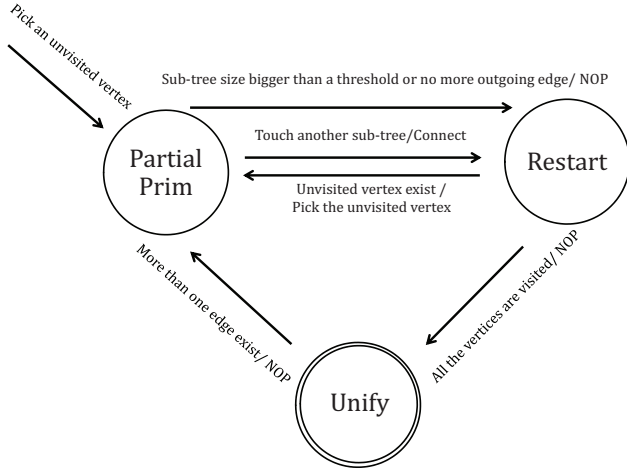 Pick an unvisited vertex
Sub-tree size bigger than a threshold or no more outgoing edge/ NOP
Touch another sub-tree/Connect
Partial
Prim
Restart
Unvisited vertex exist /
Pick the unvisited vertex
More than one edge exist/ NOP
All the vertices are visited/ NOP
Unify